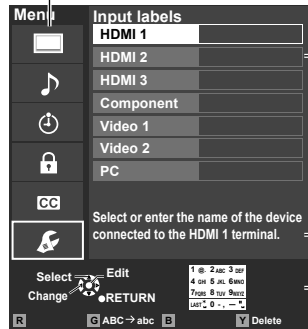 Menu
Input labels
HDMI 1
HDMI 2
HDMI 3
Component
Video 1
Video 2
PC
CC
Select or enter the name of the device
connected to the HDMI 1 terminal.
Select
Edit
Change
RETURN
1 @. 2 ABC 3 DEF
4 GHI 5 JKL 6 MNO
7 PQRS 8 TUV 9 WXYZ
LAST 0 - ,
R
G ABC→abc
B
Y Delete